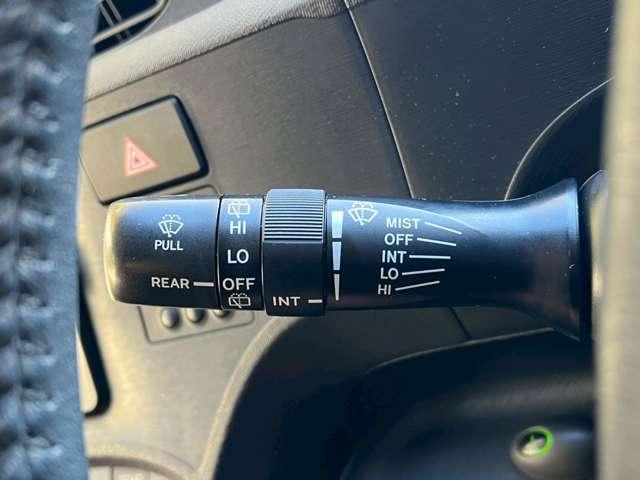 PULL
REAR
HI
LO
OFF
INT
MIST
OFF
INT
LO
HI